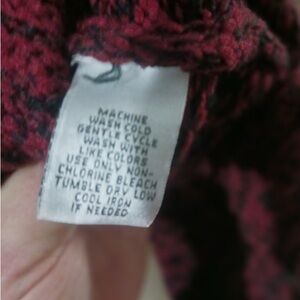 MACHINE
WASH COLD
GENTLE CYCLE
WASH WITH
LIKE COLORS
USE ONLY NON-
CHLORINE BLEACH
TUMBLE DRY LOW
COOL IRON
IF NEEDED